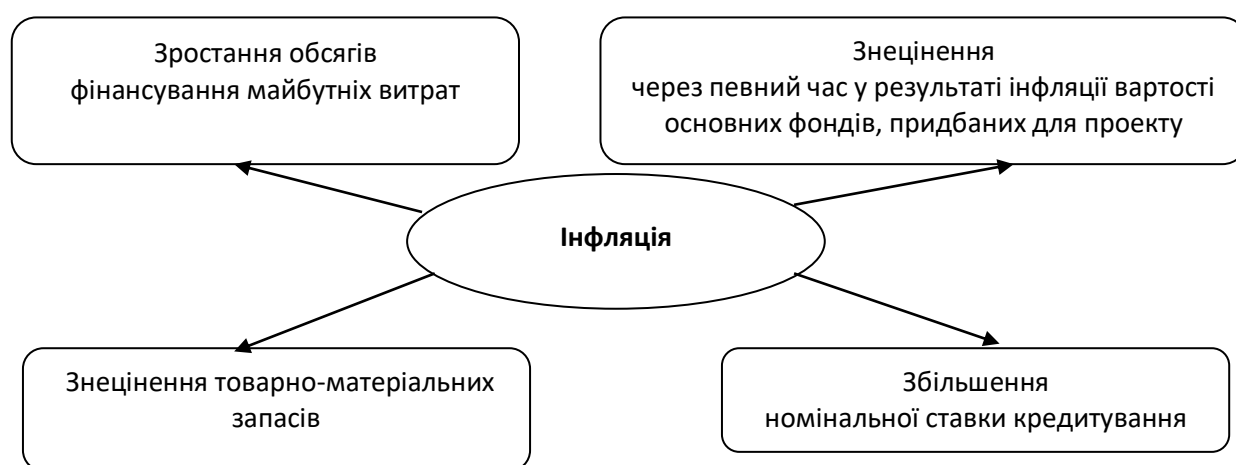 Зростання обсягів
фінансування майбутніх витрат
Знецінення
через певний час у результаті інфляції вартості
основних фондів, придбаних для проекту
Інфляція
Знецінення товарно-матеріальних
запасів
Збільшення
номінальної ставки кредитування